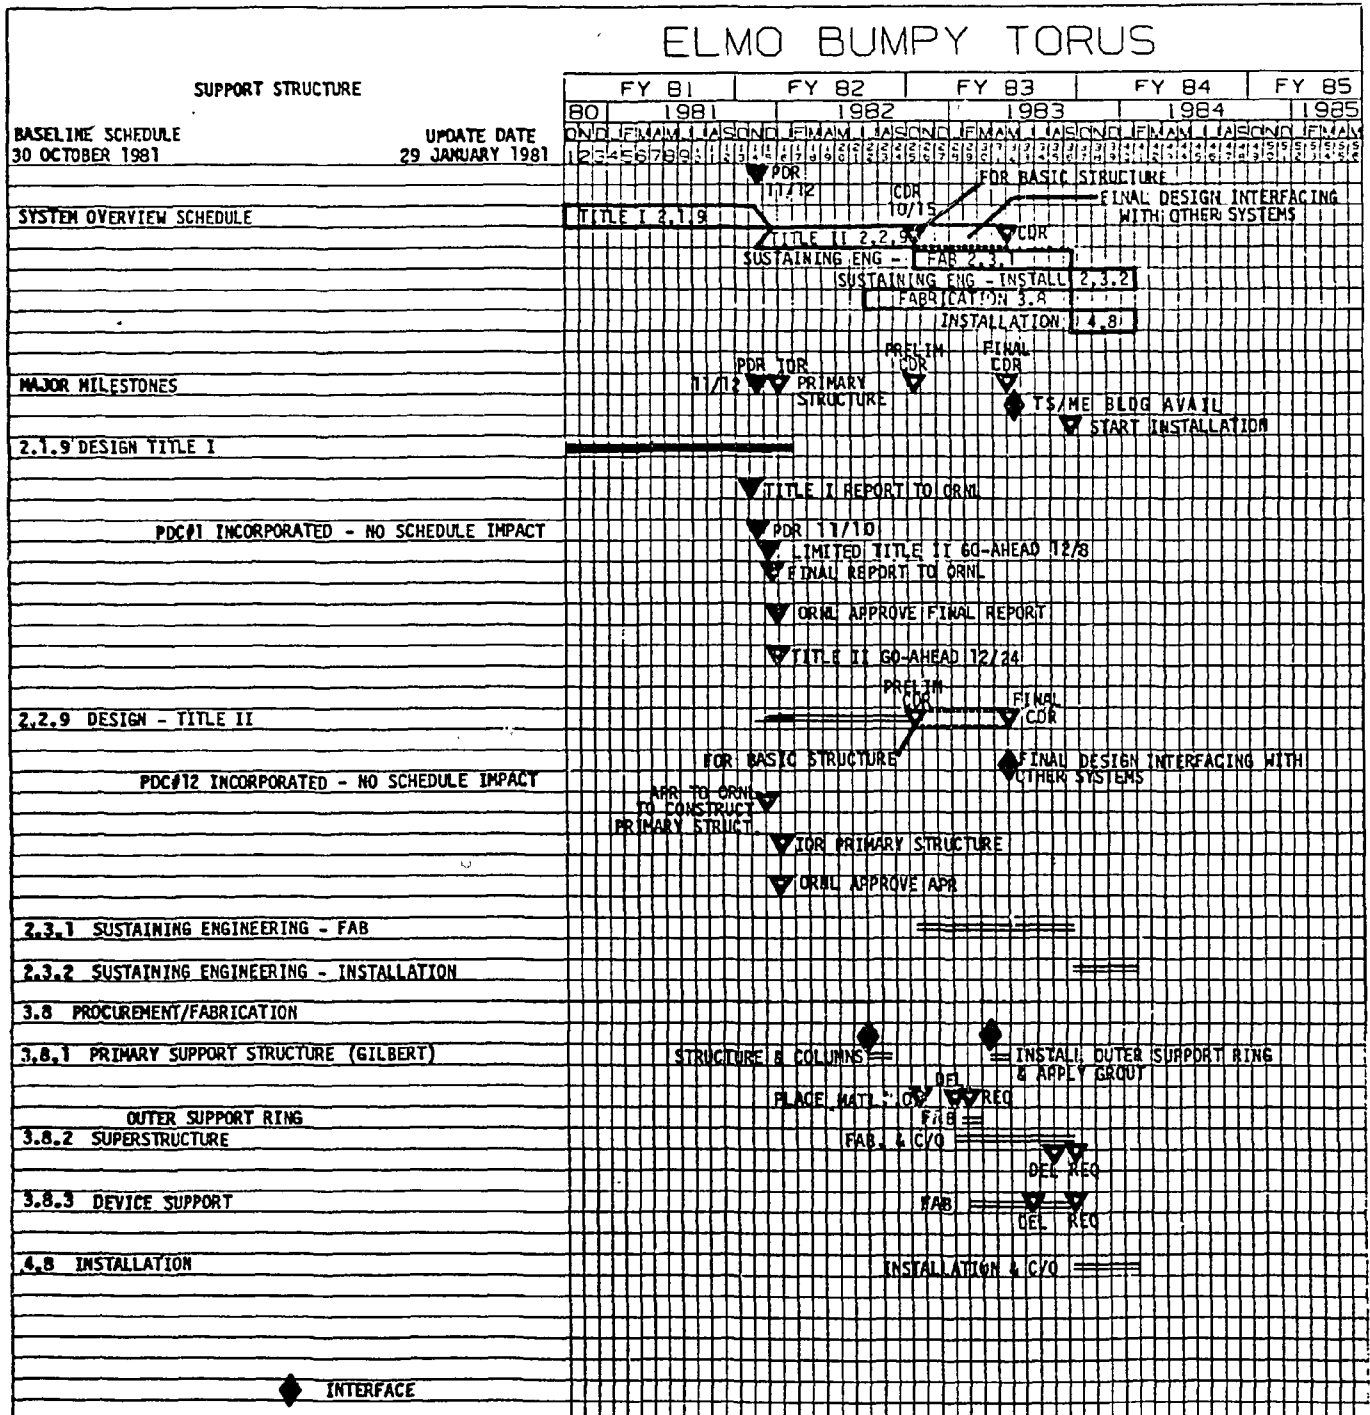 ELMO BUMPY TORUS
SUPPORT STRUCTURE
FY 81 FY 82 FY 83 FY 84 FY 85
80 1981 1982 1983 1984 1985
BASELINE SCHEDULE UPDATE DATE
30 OCTOBER 1981 29 JANUARY 1981
PDR
11/12
CDR
10/15
FOR BASIC STRUCTURE
FINAL DESIGN INTERFACING
WITH OTHER SYSTEMS
SYSTEM OVERVIEW SCHEDULE
TITLE I 2.1.9
TITLE II 2.2.9
CDR
SUSTAINING ENG - FAB 2.3.1
SUSTAINING ENG - INSTALL 2.3.2
FABRICATION 3.8
INSTALLATION 4.8
MAJOR MILESTONES
11/12
PDR IDR
PRIMARY
STRUCTURE
PRELIM
CDR
FINAL
CDR
TS/ME BLDG AVAIL
START INSTALLATION
2.1.9 DESIGN TITLE I
TITLE I REPORT TO ORNL
PDC#1 INCORPORATED - NO SCHEDULE IMPACT
PDR 11/10
LIMITED TITLE II GO-AHEAD 12/8
FINAL REPORT TO ORNL
ORNL APPROVE FINAL REPORT
TITLE II GO-AHEAD 12/24
PRELIM
CDR
FINAL
CDR
2.2.9 DESIGN - TITLE II
FOR BASIC STRUCTURE
FINAL DESIGN INTERFACING WITH
OTHER SYSTEMS
PDC#12 INCORPORATED - NO SCHEDULE IMPACT
APR TO ORNL
TO CONSTRUCT
PRIMARY STRUCT.
IDR PRIMARY STRUCTURE
ORNL APPROVE APR
2.3.1 SUSTAINING ENGINEERING - FAB
2.3.2 SUSTAINING ENGINEERING - INSTALLATION
3.8 PROCUREMENT/FABRICATION
3.8.1 PRIMARY SUPPORT STRUCTURE (GILBERT)
STRUCTURE & COLUMNS
INSTALL OUTER SUPPORT RING
& APPLY GROUT
DEL
PLACE MATL.
REQ
OUTER SUPPORT RING
FAB
3.8.2 SUPERSTRUCTURE
FAB. & C/O
DEL REQ
3.8.3 DEVICE SUPPORT
FAB
DEL REQ
4.8 INSTALLATION
INSTALLATION & C/O
INTERFACE